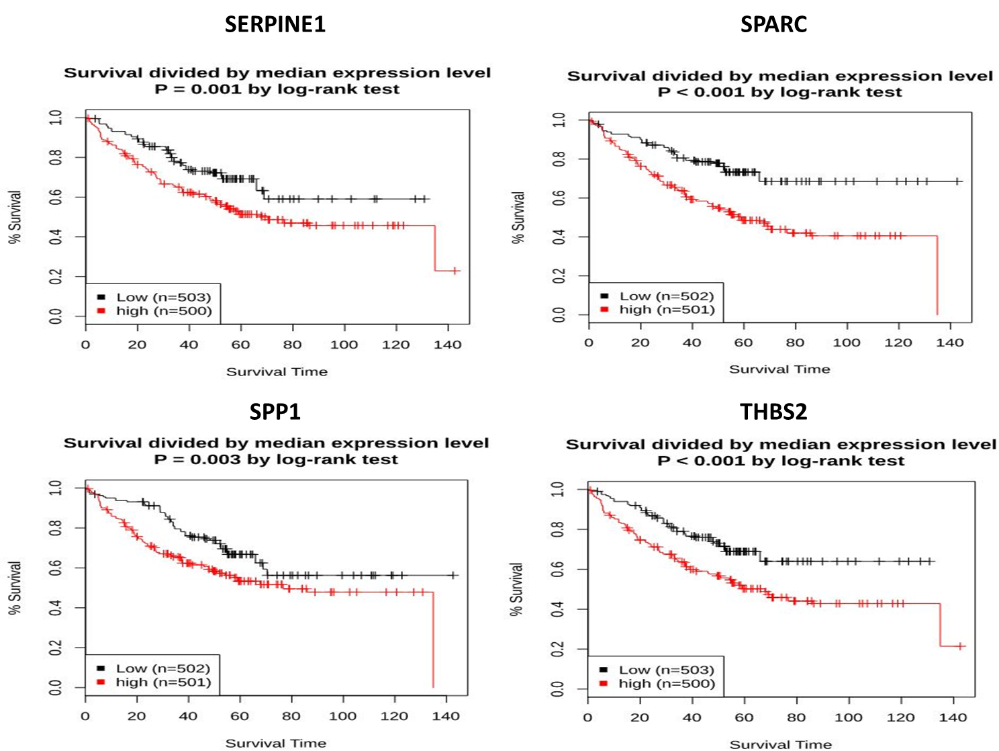 SERPINE1
Survival divided by median expression level
P = 0.001 by log-rank test
% Survival
1.0
0.8
0.6
0.4
0.2
0.0
Low (n=503)
high (n=500)
0 20 40 60 80 100 120 140
Survival Time
SPARC
Survival divided by median expression level
P < 0.001 by log-rank test
% Survival
1.0
0.8
0.6
0.4
0.2
0.0
Low (n=502)
high (n=501)
0 20 40 60 80 100 120 140
Survival Time
SPP1
Survival divided by median expression level
P = 0.003 by log-rank test
% Survival
1.0
0.8
0.6
0.4
0.2
0.0
Low (n=502)
high (n=501)
0 20 40 60 80 100 120 140
Survival Time
THBS2
Survival divided by median expression level
P < 0.001 by log-rank test
% Survival
1.0
0.8
0.6
0.4
0.2
0.0
Low (n=503)
high (n=500)
0 20 40 60 80 100 120 140
Survival Time